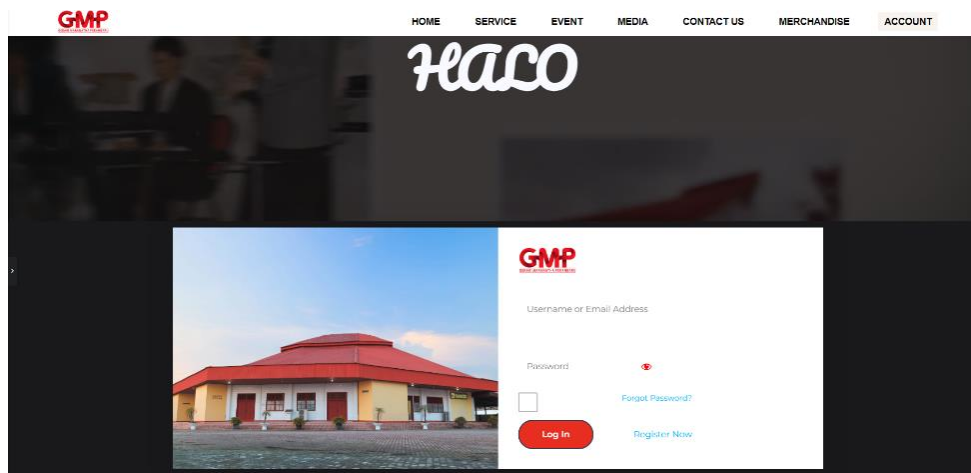 GMP
HOME SERVICE EVENT MEDIA CONTACT US MERCHANDISE ACCOUNT
HALO
GMP
Username or Email Address
Password
Forgot Password?
Log In
Register Now